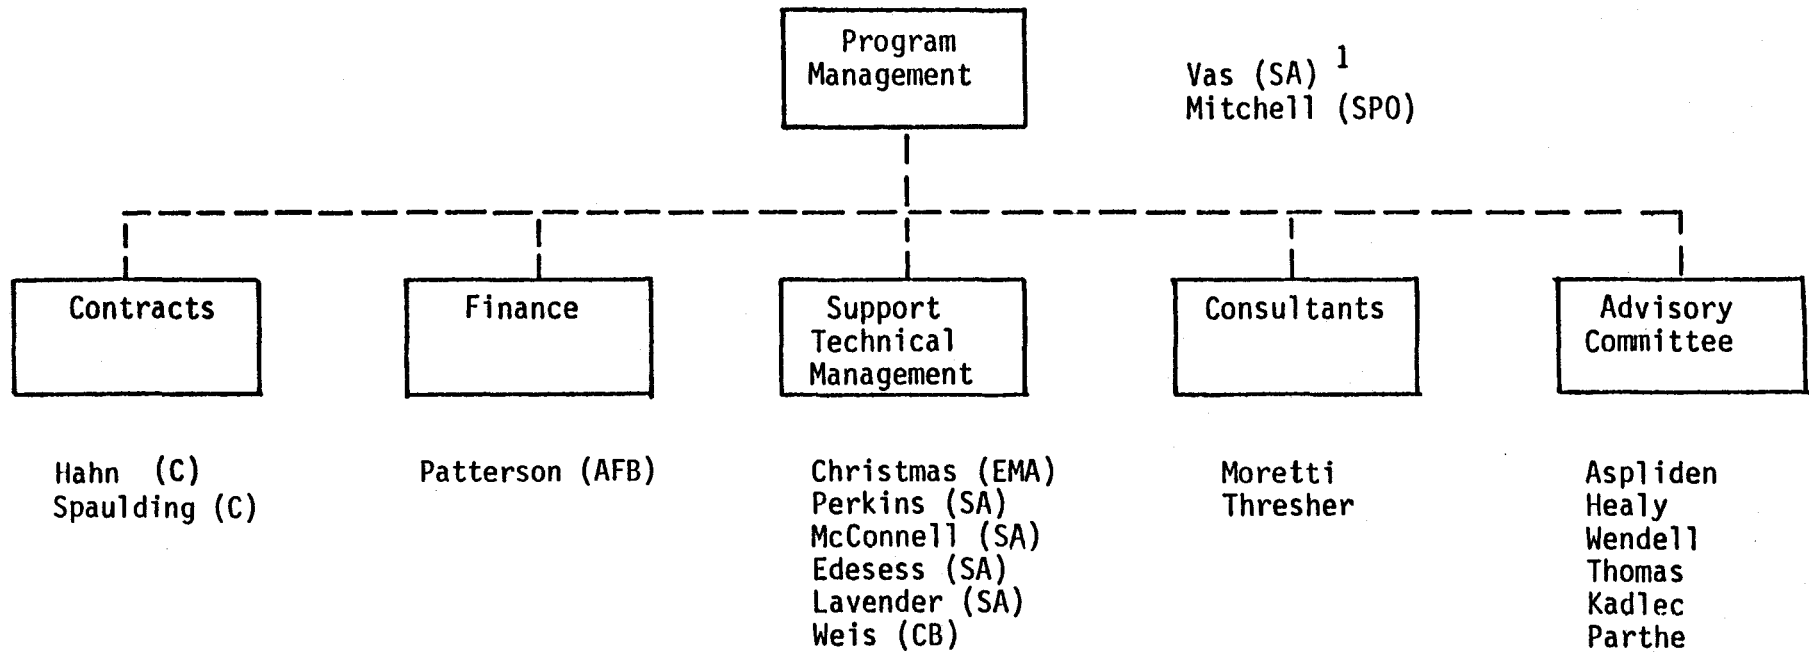 Program
Management
Vas (SA) 1
Mitchell (SPO)
Contracts
Finance
Support
Technical
Management
Consultants
Advisory
Committee
Hahn (C)
Spaulding (C)
Patterson (AFB)
Christmas (EMA)
Perkins (SA)
McConnell (SA)
Edesess (SA)
Lavender (SA)
Weis (CB)
Moretti
Thresher
Aspliden
Healy
Wendell
Thomas
Kadlec
Parthe